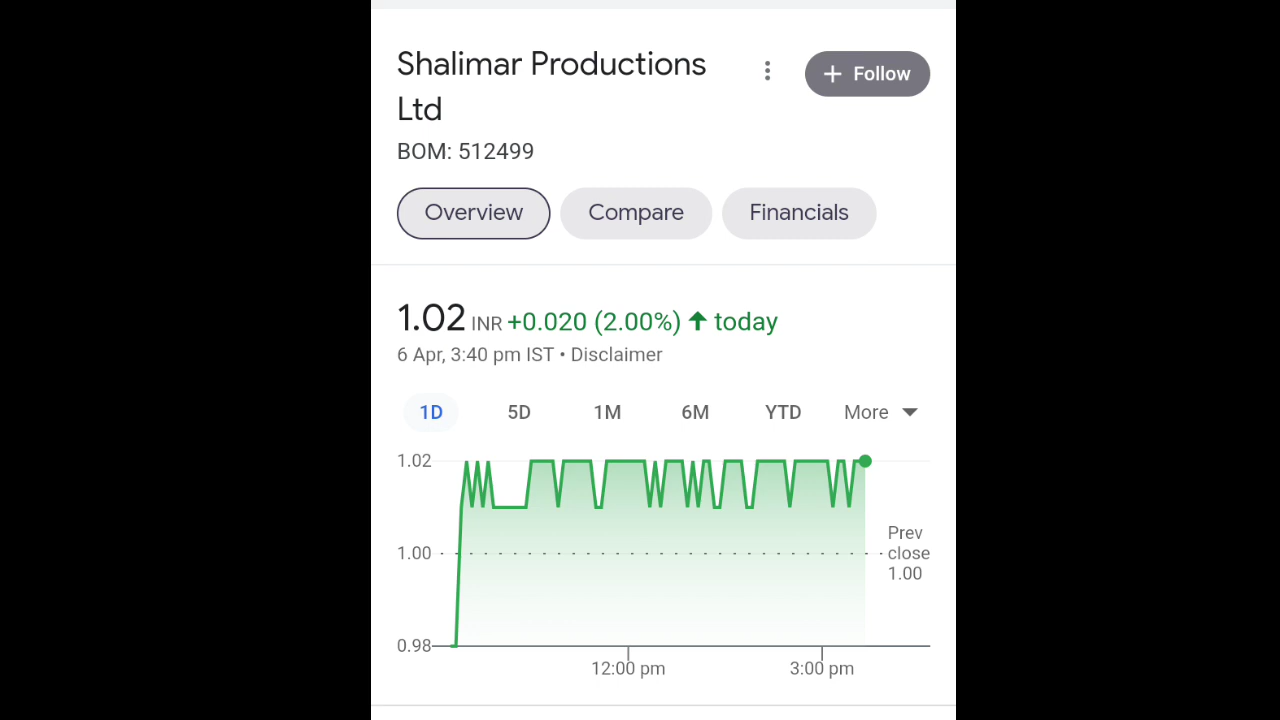 Shalimar Productions
Ltd
+ Follow
BOM: 512499
Overview
Compare
Financials
1.02 INR +0.020 (2.00%) ↑ today
6 Apr, 3:40 pm IST • Disclaimer
1D
5D
1M
6M
YTD
More
1.02
1.00
0.98
Prev
close
1.00
12:00 pm
3:00 pm